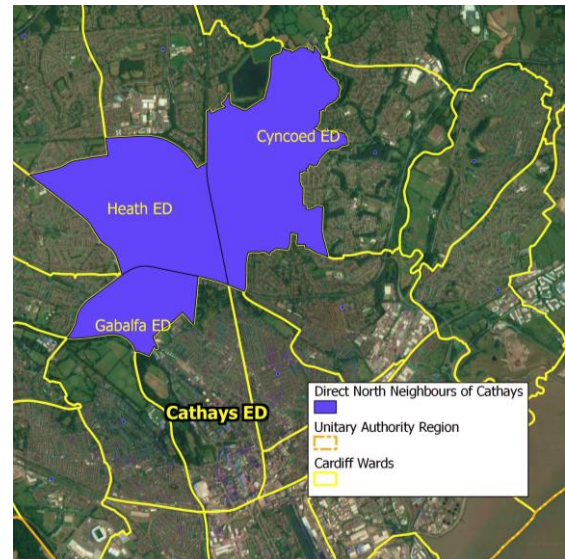 Cyncoed ED
Heath ED
Gabalfa ED
Cathays ED
Direct North Neighbours of Cathays
Unitary Authority Region
Cardiff Wards